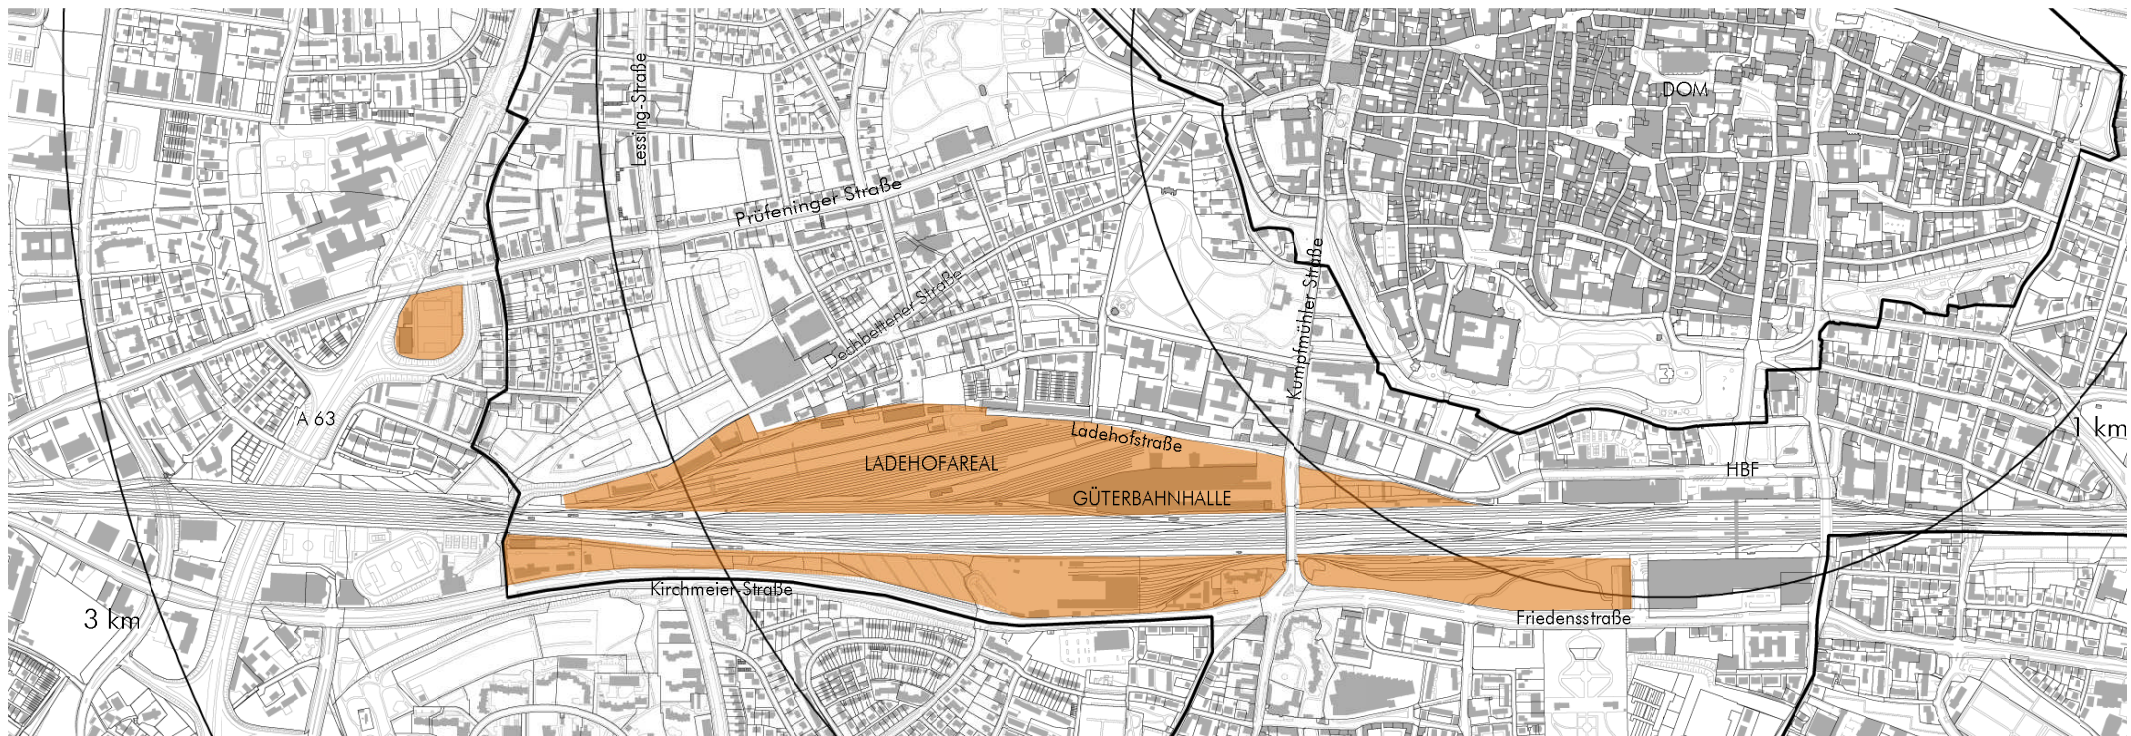 DOM
Lessing-Straße
Prüfeninger Straße
Kumpfmühler Straße
Dechbettener Straße
A 63
1 km
Ladehofstraße
LADEHOFAREAL
HBF
GÜTERBAHNHALLE
Kirchmeier-Straße
3 km
Friedensstraße